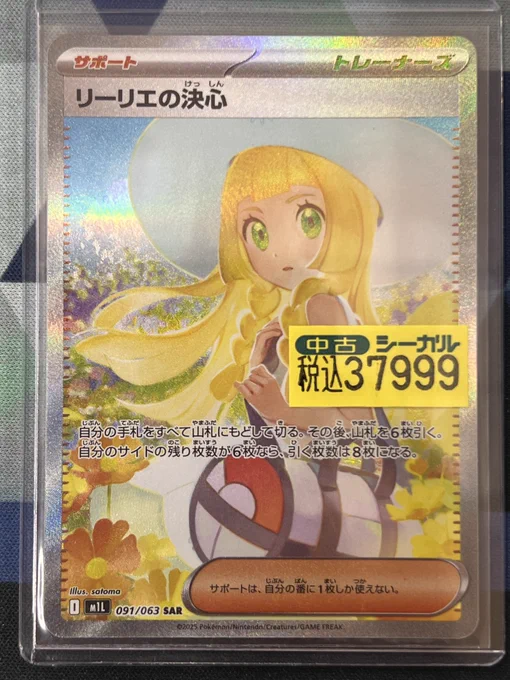 サポート
トレーナーズ
リーリエの決心
中古 シーガル
税込37999
自分の手札をすべて山札にもどして切る。その後、山札を6枚引く。
自分のサイドの残り枚数が6枚なら、引く枚数は8枚になる。
Illus. satoma
サポートは、自分の番に1枚しか使えない。
I M1L 091/063 SAR
©2025 Pokémon/Nintendo/Creatures/GAME FREAK.